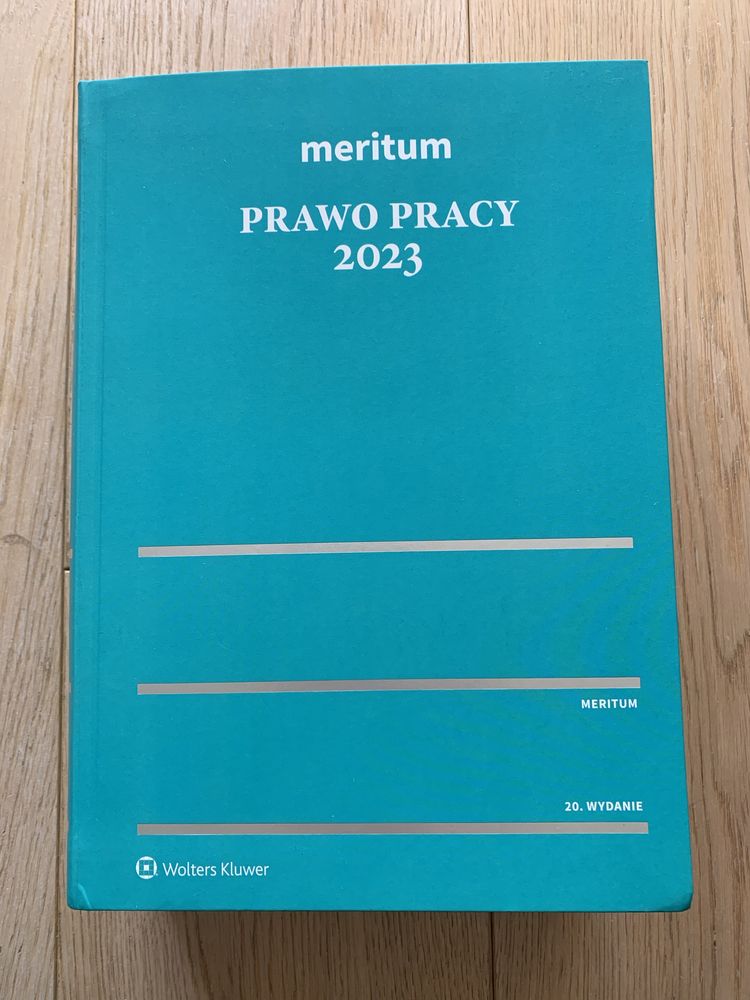 meritum
PRAWO PRACY
2023
MERITUM
20. WYDANIE
Wolters Kluwer